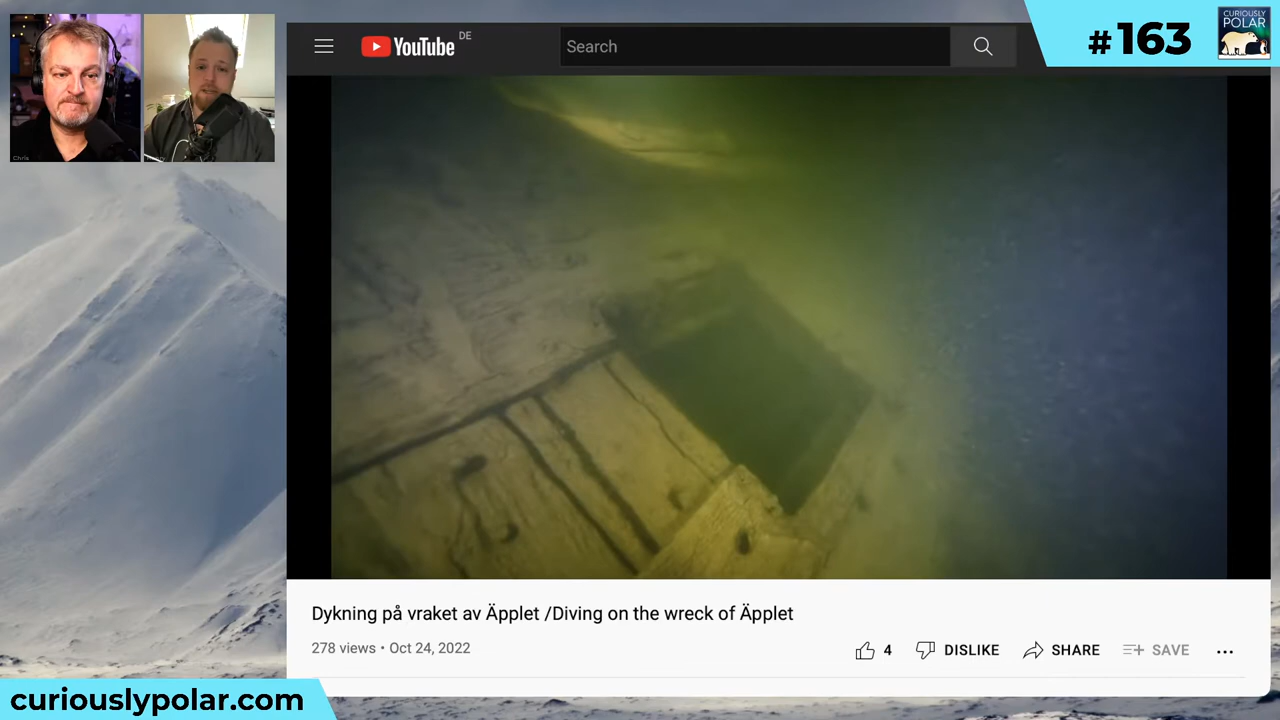 Chris
YouTube DE
Search
#163
CURIOUSLY
POLAR
Dykning på vraket av Äpplet /Diving on the wreck of Äpplet
278 views • Oct 24, 2022
4 DISLIKE SHARE SAVE
curiouslypolar.com